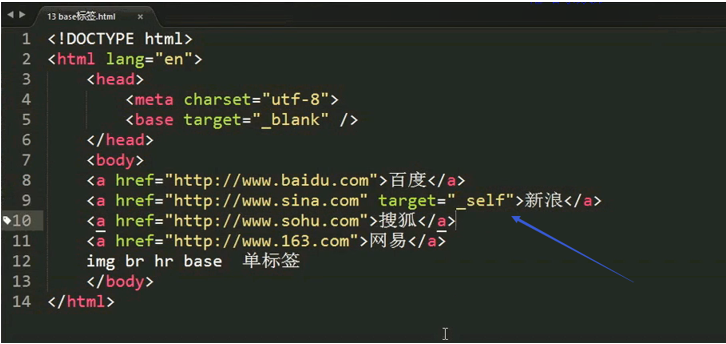 13 base标签.html ×
1 <!DOCTYPE html>
2 <html lang="en">
3 <head>
4 <meta charset="utf-8">
5 <base target="_blank" />
6 </head>
7 <body>
8 <a href="http://www.baidu.com">百度</a>
9 <a href="http://www.sina.com" target="_self">新浪</a>
10 <a href="http://www.sohu.com">搜狐</a>
11 <a href="http://www.163.com">网易</a>
12 img br hr base 单标签
13 </body>
14 </html>